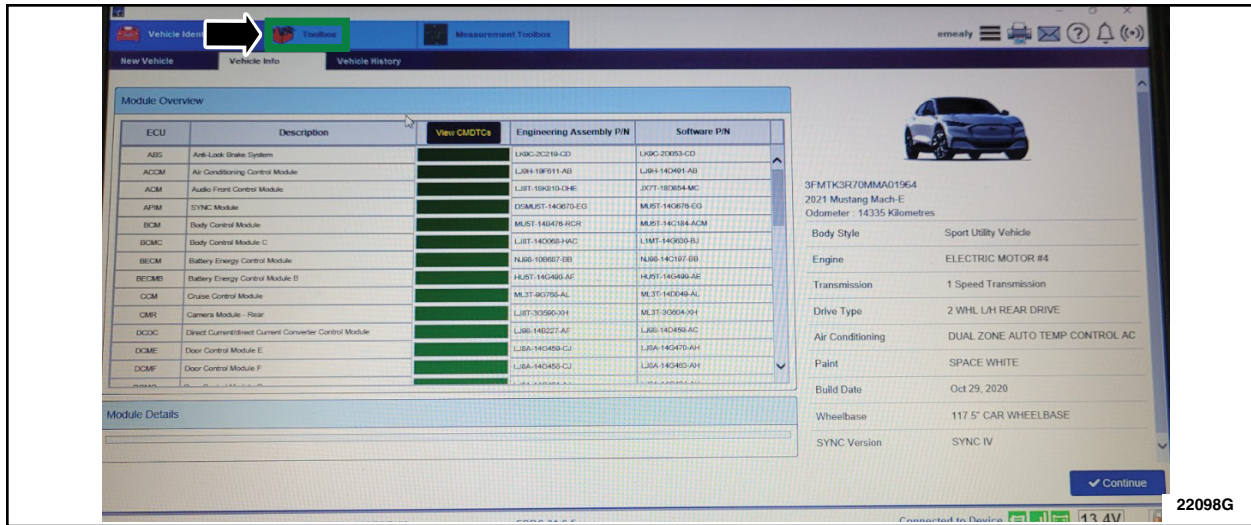 Vehicle Ident
Toolbox
Measurement Toolbox
emealy
New Vehicle
Vehicle Info
Vehicle History
Module Overview
ECU Description View CMDTCs Engineering Assembly P/N Software P/N
ABS Anti-Lock Brake System LK9C-2C219-CD LK9C-2D053-CD
ACCM Air Conditioning Control Module LJ9H-19F611-AB LJ9H-14D401-AB
ACM Audio Front Control Module LJ8T-18K810-DHE JX7T-18D854-MC
APIM SYNC Module DSMU5T-14G670-EG MU5T-14G676-EG
BCM Body Control Module MU5T-14B476-RCR MU5T-14C184-ACM
BCMC Body Control Module C LJ8T-14D068-HAC L1MT-14G630-BJ
BECM Battery Energy Control Module NJ98-10B687-BB NJ98-14C197-BB
BECMB Battery Energy Control Module B HU5T-14G490-AF HU5T-14G499-AE
CCM Cruise Control Module ML3T-9G768-AL ML3T-14D049-AL
CMR Camera Module - Rear LJ8T-3G590-XH ML3T-3G604-XH
DCDC Direct Current/direct Current Converter Control Module LJ98-14B227-AF LJ98-14D459-AC
DCME Door Control Module E LJ8A-14G459-CJ LJ8A-14G470-AH
DCMF Door Control Module F LJ8A-14G458-CJ LJ8A-14G463-AH
Module Details
3FMTK3R70MMA01964
2021 Mustang Mach-E
Odometer : 14335 Kilometres
Body Style Sport Utility Vehicle
Engine ELECTRIC MOTOR #4
Transmission 1 Speed Transmission
Drive Type 2 WHL L/H REAR DRIVE
Air Conditioning DUAL ZONE AUTO TEMP CONTROL AC
Paint SPACE WHITE
Build Date Oct 29, 2020
Wheelbase 117.5" CAR WHEELBASE
SYNC Version SYNC IV
Continue
Connected to Device 13.4V
22098G